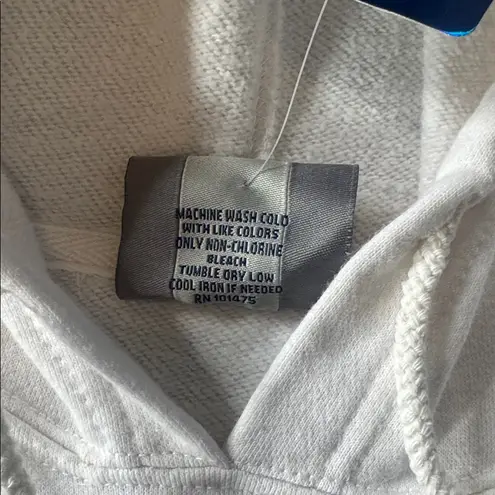 MACHINE WASH COLD
WITH LIKE COLORS
ONLY NON-CHLORINE
BLEACH
TUMBLE DRY LOW
COOL IRON IF NEEDED
RN 101475